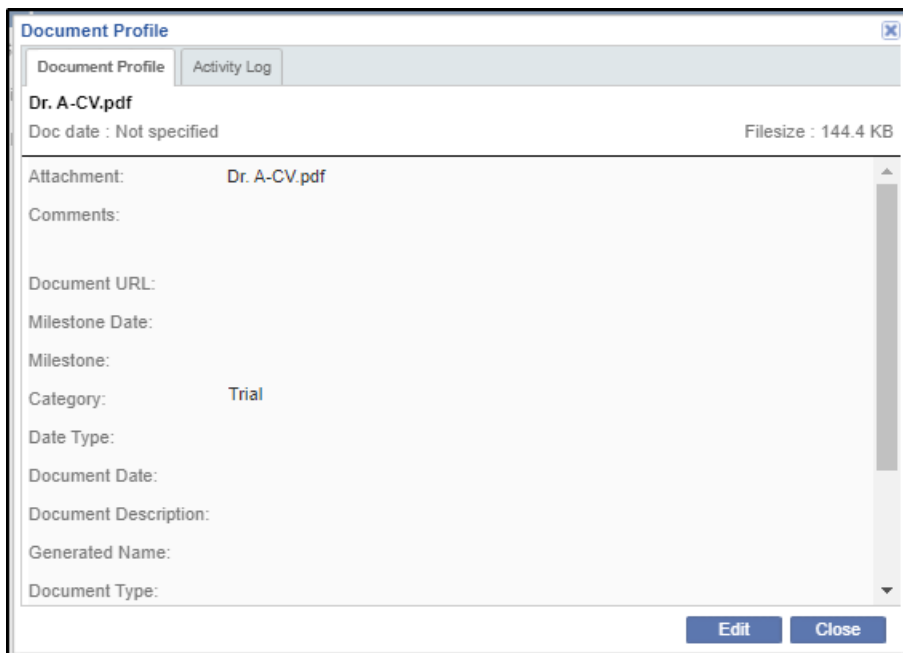 Document Profile
Document Profile Activity Log
Dr. A-CV.pdf
Doc date : Not specified Filesize : 144.4 KB
Attachment: Dr. A-CV.pdf
Comments:
Document URL:
Milestone Date:
Milestone:
Category: Trial
Date Type:
Document Date:
Document Description:
Generated Name:
Document Type:
Edit Close